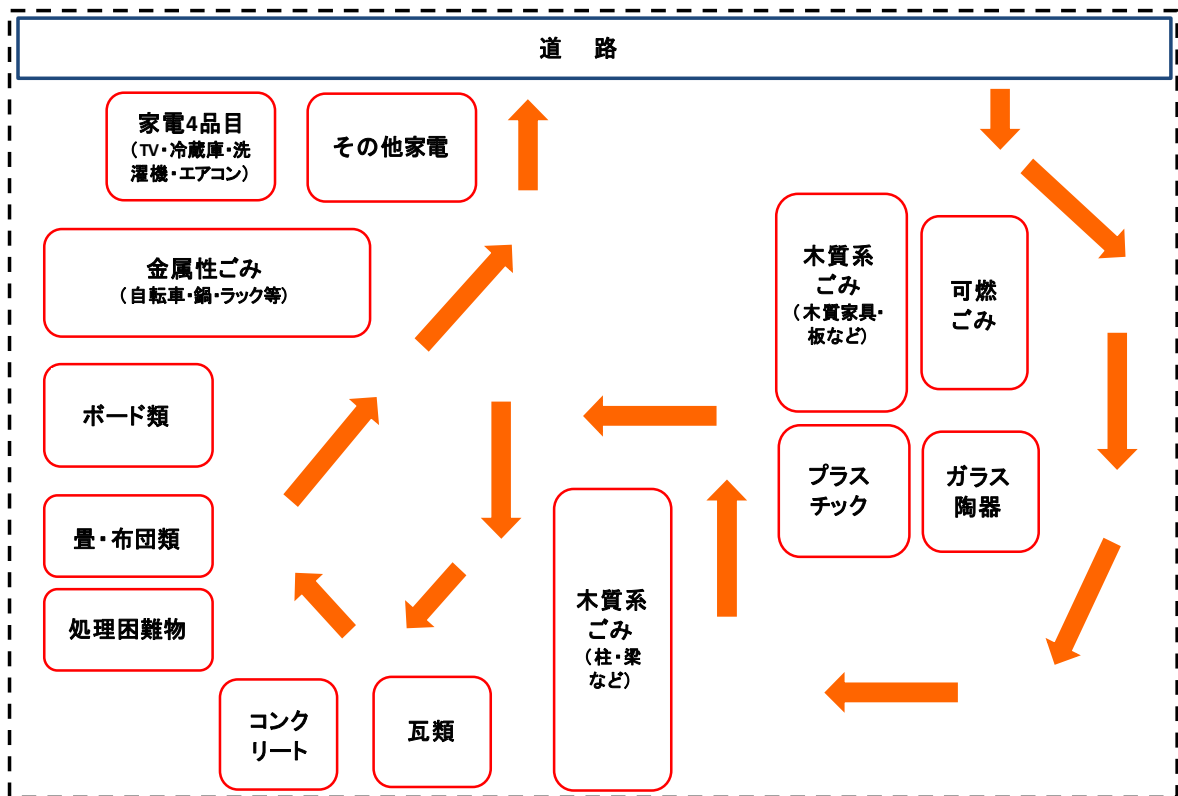 道　路
家電4品目
（TV・冷蔵庫・洗
濯機・エアコン）
その他家電
金属性ごみ
（自転車・鍋・ラック等）
木質系
ごみ
（木質家具・
板など）
可燃
ごみ
ボード類
プラス
チック
ガラス
陶器
畳・布団類
処理困難物
木質系
ごみ
（柱・梁
など）
コンク
リート
瓦類